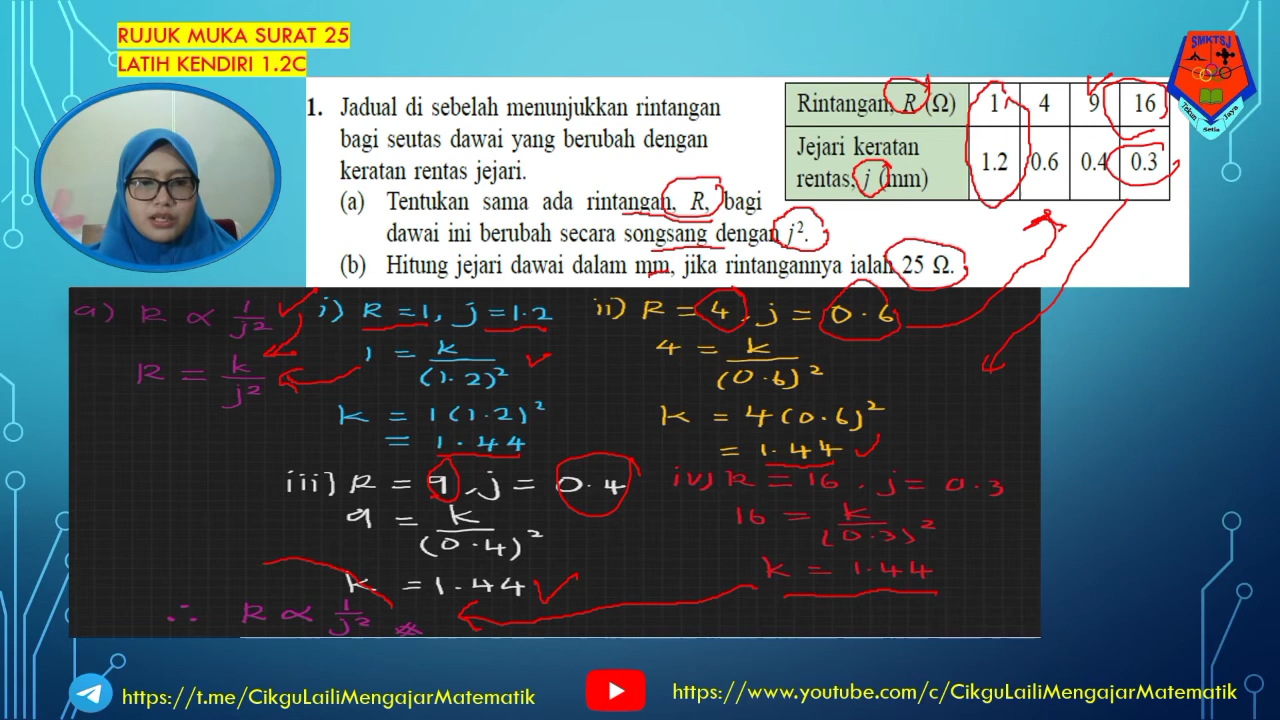 RUJUK MUKA SURAT 25
LATIH KENDIRI 1.2C
SMKTSJ
Tekun Setia Jaya
1. Jadual di sebelah menunjukkan rintangan
bagi seutas dawai yang berubah dengan
keratan rentas jejari.
(a) Tentukan sama ada rintangan, R, bagi
dawai ini berubah secara songsang dengan j².
(b) Hitung jejari dawai dalam mm, jika rintangannya ialah 25 Ω.
Rintangan, R (Ω) 1 4 9 16
Jejari keratan
rentas, j (mm) 1.2 0.6 0.4 0.3
a) R ∝ 1/j²
R = k/j²
i) R = 1, j = 1.2
1 = k/(1.2)²
k = 1(1.2)²
= 1.44
ii) R = 4, j = 0.6
4 = k/(0.6)²
k = 4(0.6)²
= 1.44
iii) R = 9, j = 0.4
9 = k/(0.4)²
k = 1.44
iv) R = 16, j = 0.3
16 = k/(0.3)²
k = 1.44
∴ R ∝ 1/j²
https://t.me/CikguLailiMengajarMatematik
https://www.youtube.com/c/CikguLailiMengajarMatematik